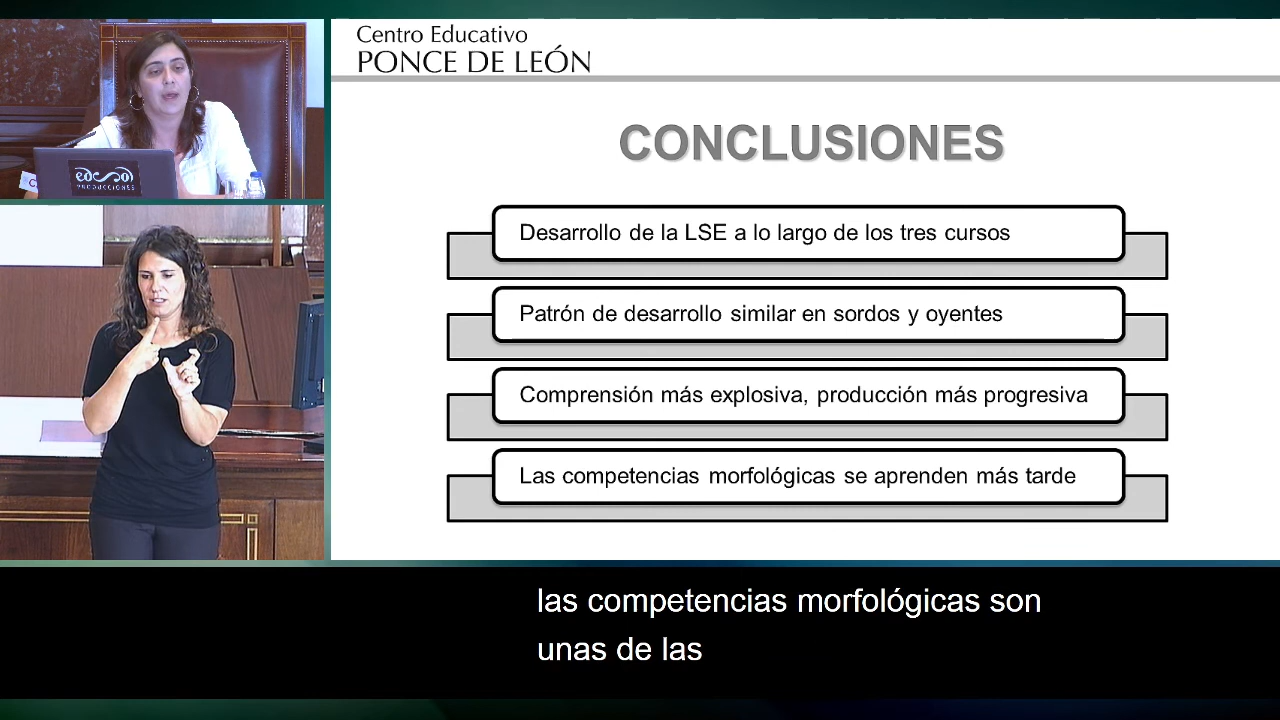 Centro Educativo
PONCE DE LEÓN
CONCLUSIONES
Desarrollo de la LSE a lo largo de los tres cursos
Patrón de desarrollo similar en sordos y oyentes
Comprensión más explosiva, producción más progresiva
Las competencias morfológicas se aprenden más tarde
PRODUCCIONES
las competencias morfológicas son
unas de las